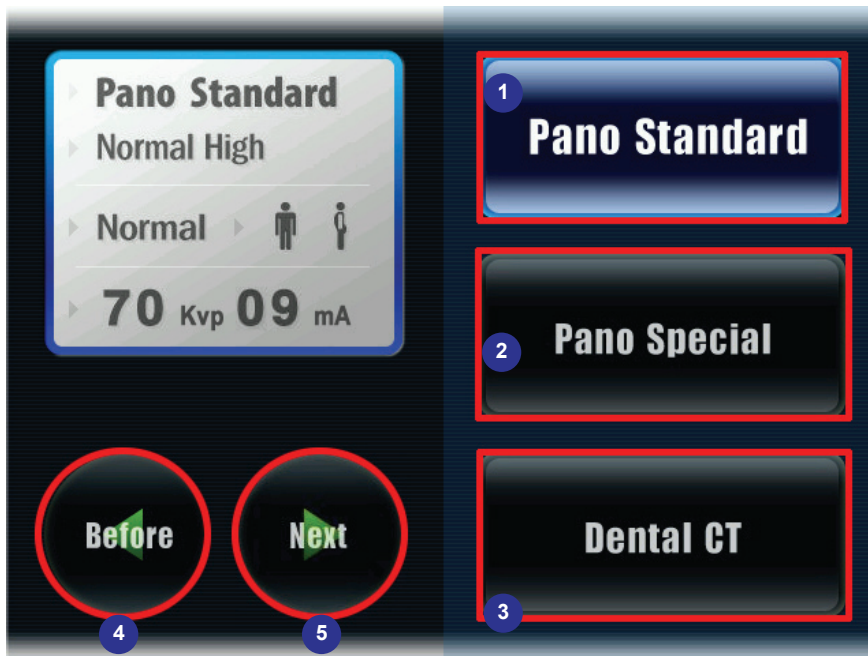 Pano Standard
Normal High
Normal
70 Kvp 09 mA
Before
Next
4
5
1
Pano Standard
2
Pano Special
Dental CT
3